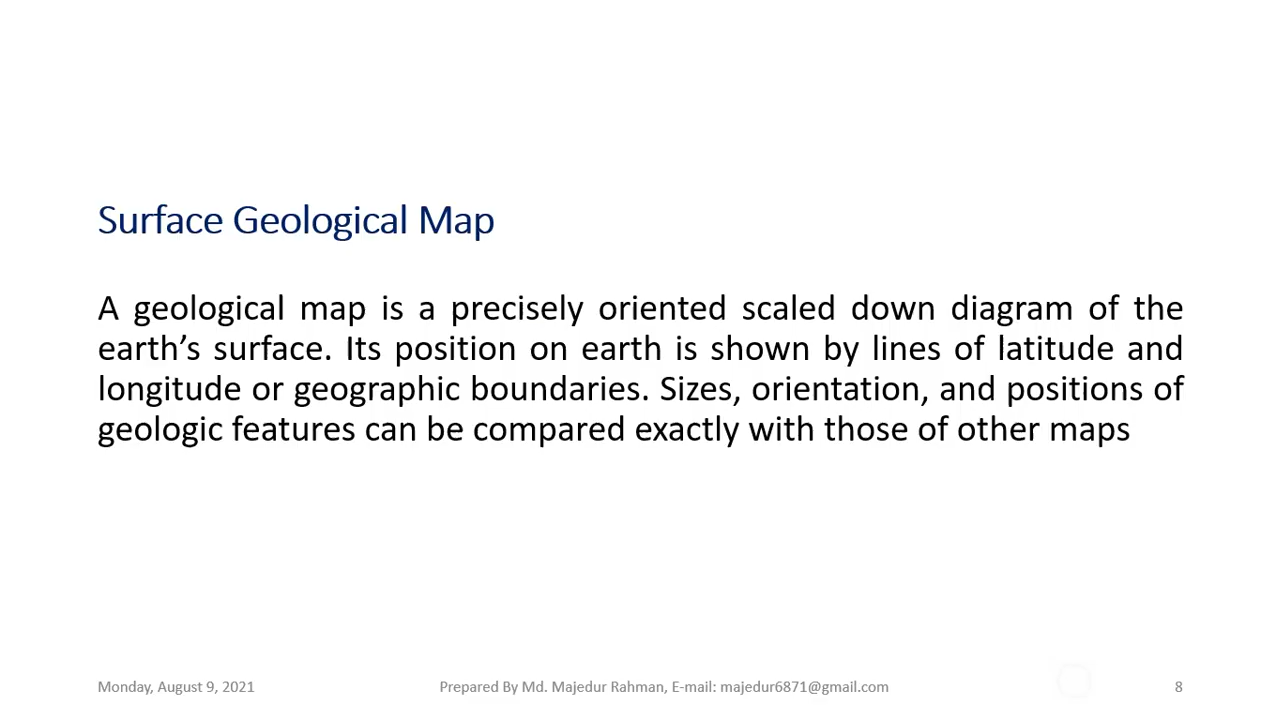 Surface Geological Map
A geological map is a precisely oriented scaled down diagram of the
earth’s surface. Its position on earth is shown by lines of latitude and
longitude or geographic boundaries. Sizes, orientation, and positions of
geologic features can be compared exactly with those of other maps
Monday, August 9, 2021
Prepared By Md. Majedur Rahman, E-mail: majedur6871@gmail.com
8